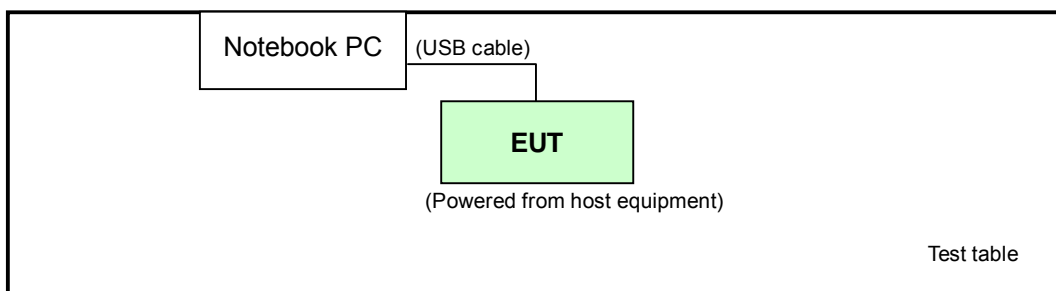 Notebook PC
(USB cable)
EUT
(Powered from host equipment)
Test table